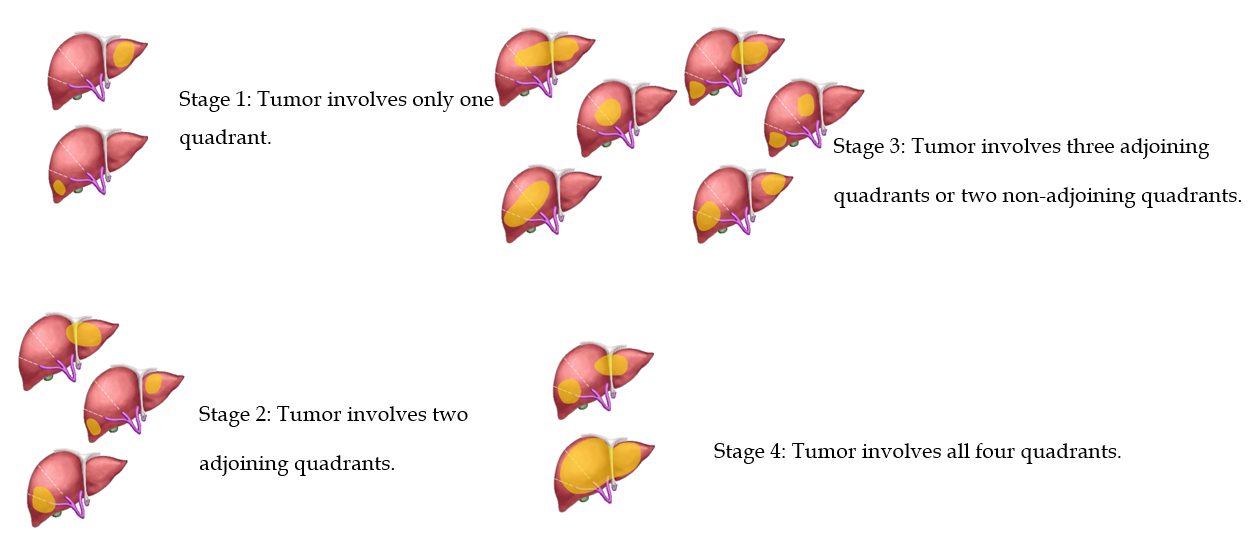 Stage 1: Tumor involves only one
quadrant.
Stage 3: Tumor involves three adjoining
quadrants or two non-adjoining quadrants.
Stage 2: Tumor involves two
adjoining quadrants.
Stage 4: Tumor involves all four quadrants.